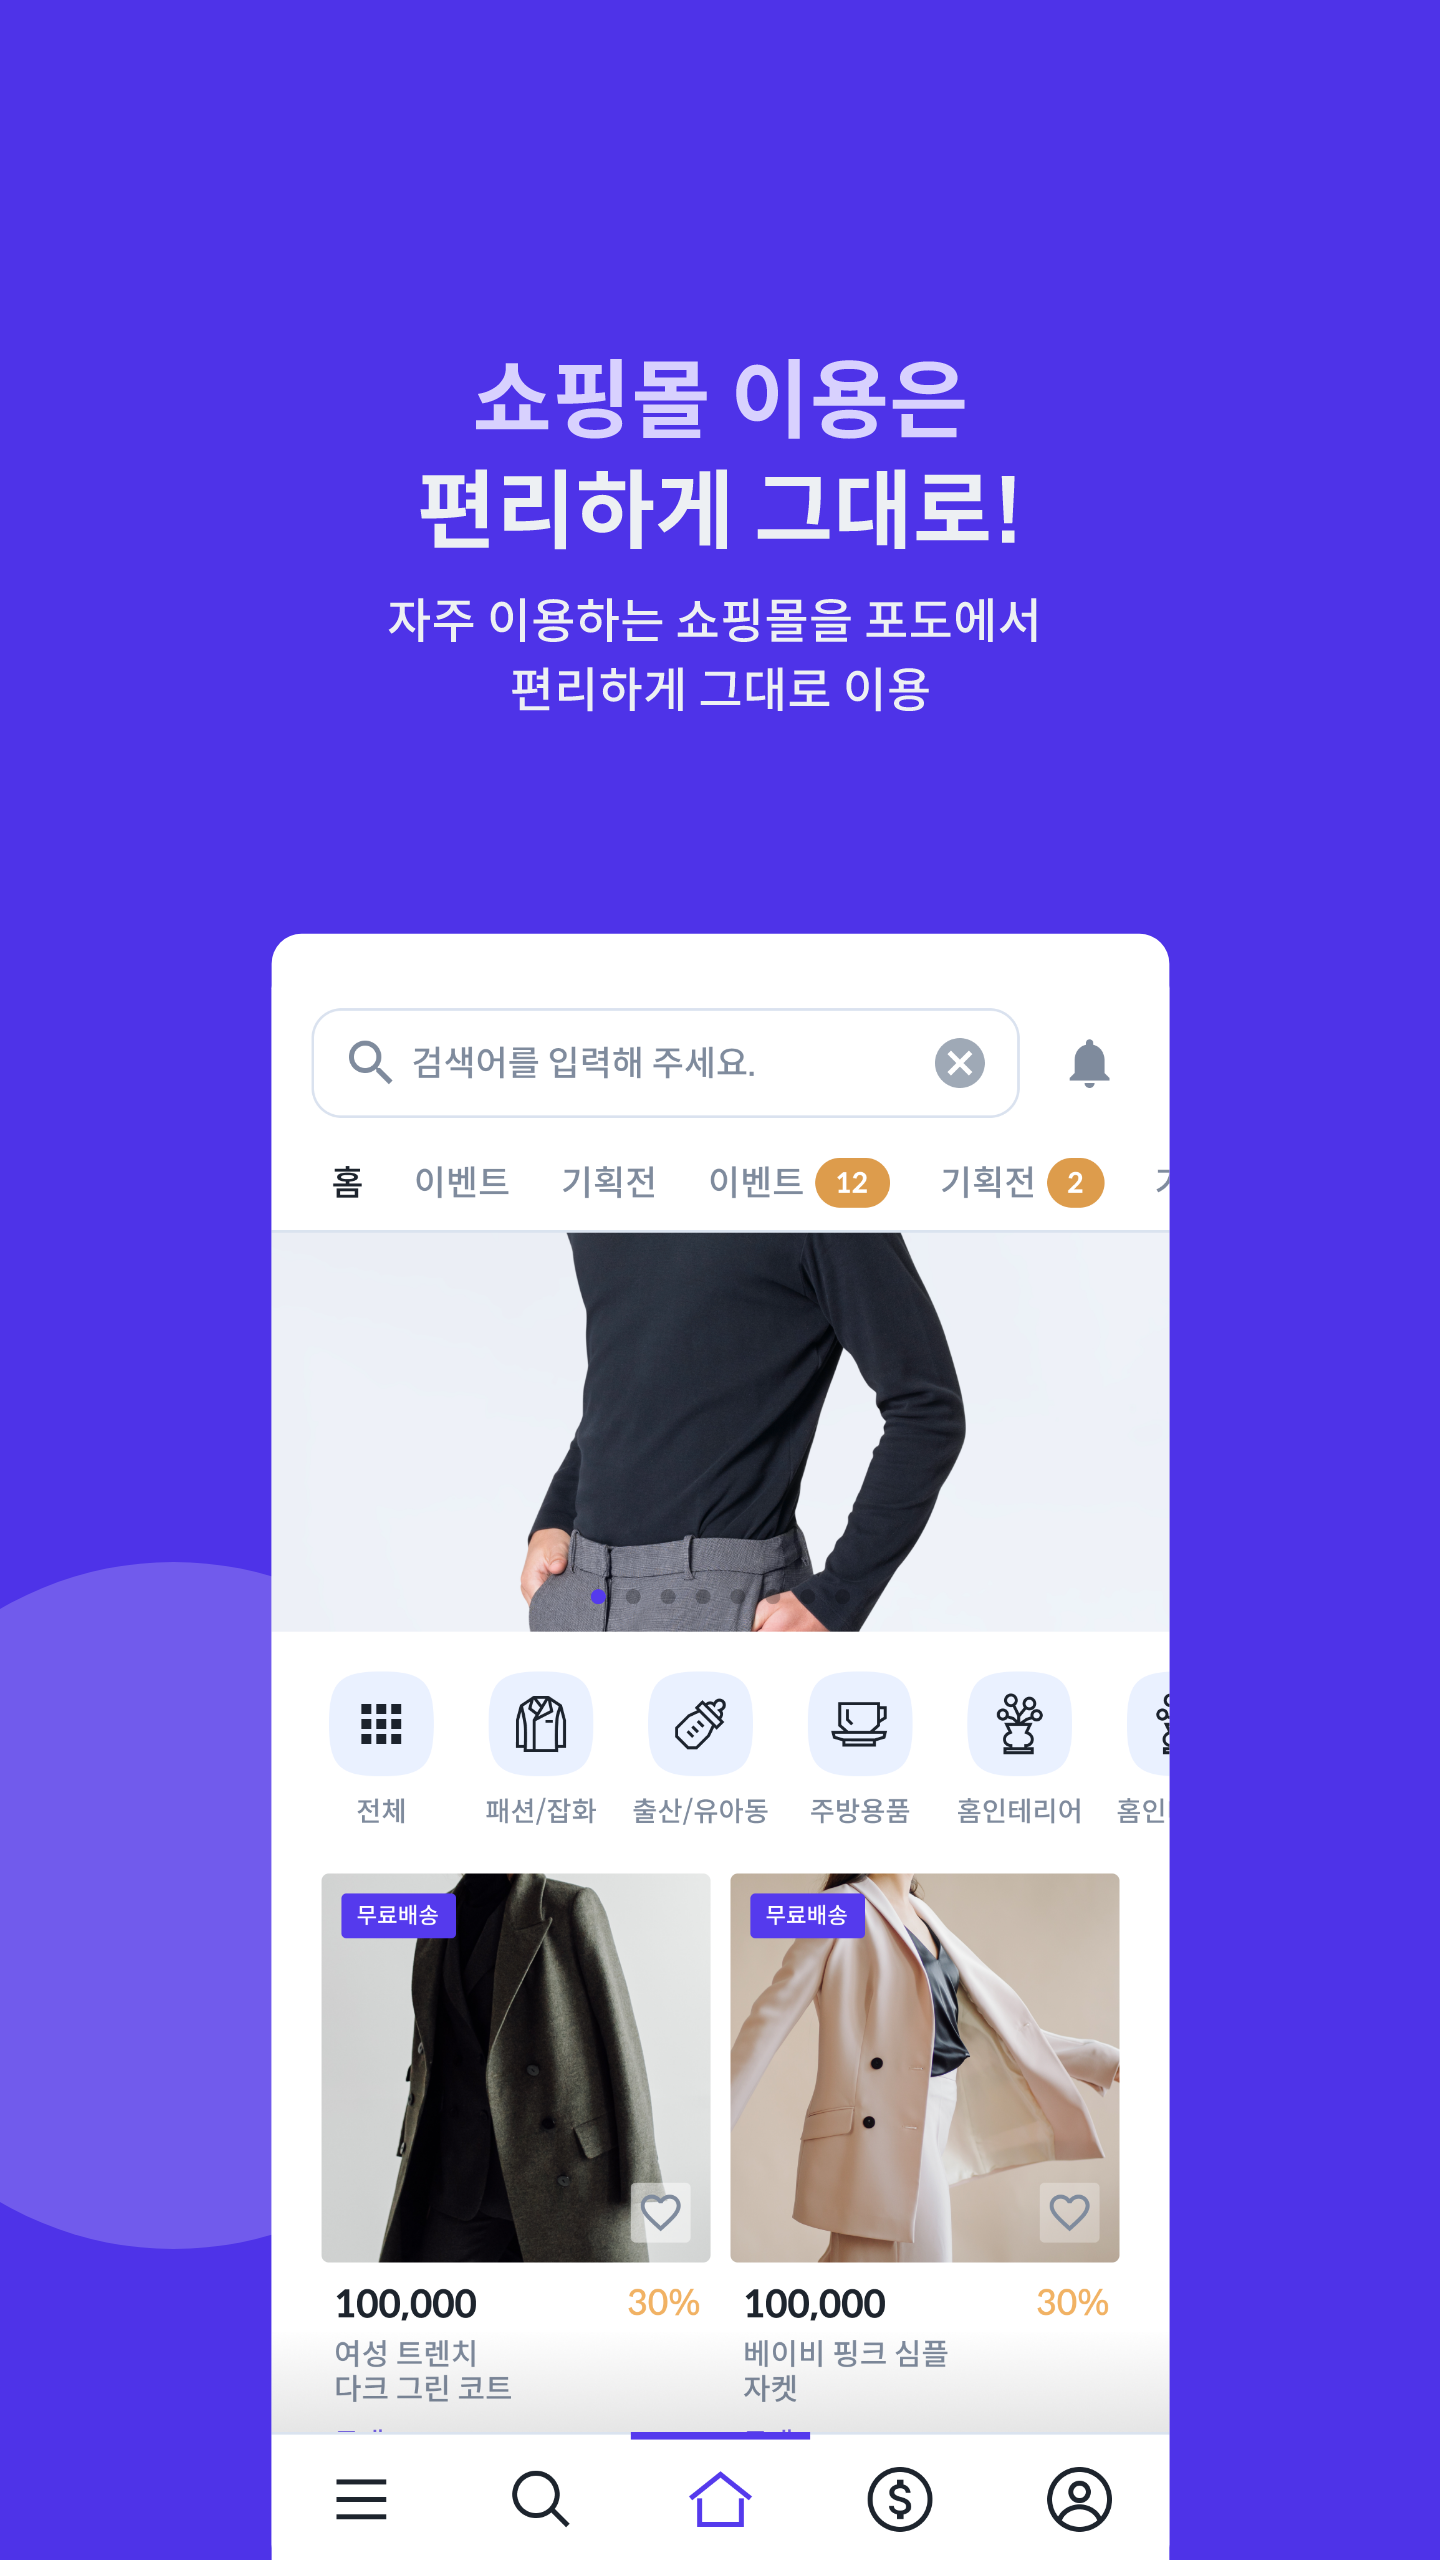 쇼핑몰 이용은
편리하게 그대로!
자주 이용하는 쇼핑몰을 포도에서
편리하게 그대로 이용
검색어를 입력해 주세요.
홈 이벤트 기획전 이벤트 12 기획전 2
전체 패션/잡화 출산/유아동 주방용품 홈인테리어 홈인
무료배송 무료배송
100,000 30% 100,000 30%
여성 트렌치 베이비 핑크 심플
다크 그린 코트 자켓